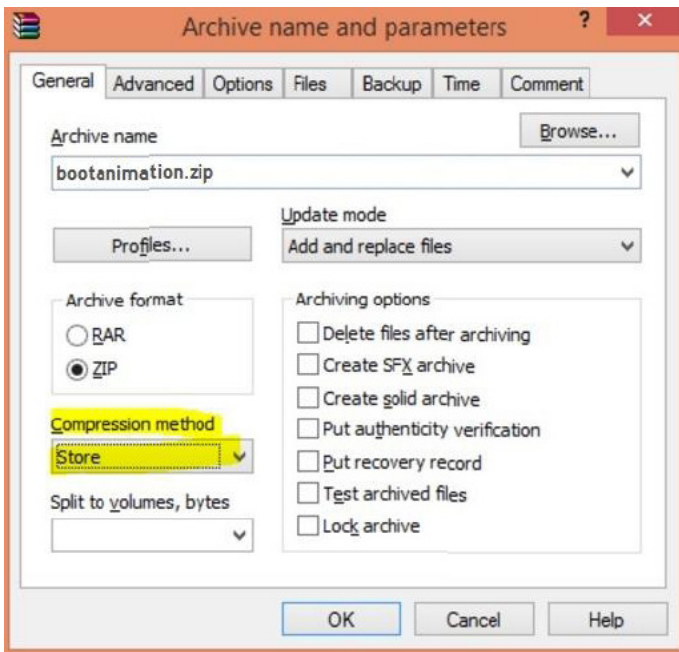 Archive name and parameters ? ×
General Advanced Options Files Backup Time Comment
Archive name
Browse...
bootanimation.zip
Profiles...
Update mode
Add and replace files
Archive format
RAR
ZIP
Compression method
Store
Split to volumes, bytes
Archiving options
Delete files after archiving
Create SFX archive
Create solid archive
Put authenticity verification
Put recovery record
Test archived files
Lock archive
OK Cancel Help